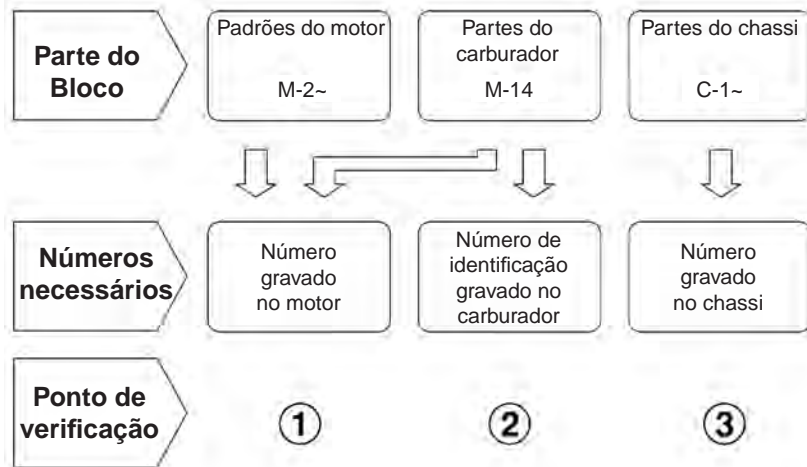 Parte do
Bloco
Padrões do motor
M-2~
Partes do
carburador
M-14
Partes do chassi
C-1~
Números
necessários
Número
gravado
no motor
Número de
identificação
gravado no
carburador
Número
gravado
no chassi
Ponto de
verificação
1
2
3